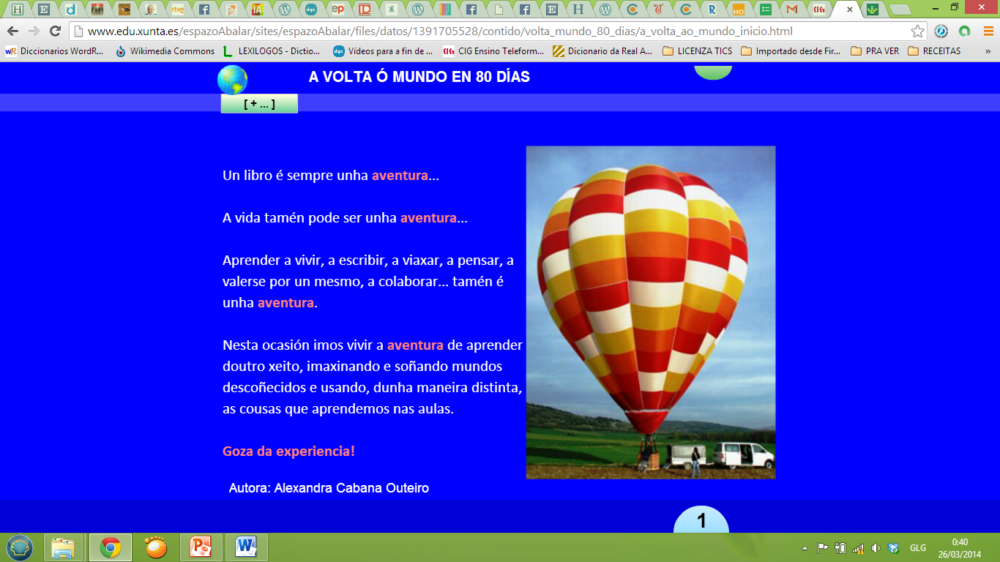 www.edu.xunta.es/espazoAbalar/sites/espazoAbalar/files/datos/1391705528/contido/volta_mundo_80_dias/a_volta_ao_mundo_inicio.html
Diccionarios WordR... Wikimedia Commons LEXILOGOS - Dictio... Vídeos para a fin de ... CIG Ensino Teleform... Dicionario da Real A... LICENZA TICS Importado desde Fir... PRA VER RECEITAS »
A VOLTA Ó MUNDO EN 80 DÍAS
[ + ... ]
Un libro é sempre unha aventura...
A vida tamén pode ser unha aventura...
Aprender a vivir, a escribir, a viaxar, a pensar, a
valerse por un mesmo, a colaborar... tamén é
unha aventura.
Nesta ocasión imos vivir a aventura de aprender
doutro xeito, imaxinando e soñando mundos
descoñecidos e usando, dunha maneira distinta,
as cousas que aprendemos nas aulas.
Goza da experiencia!
Autora: Alexandra Cabana Outeiro
1
GLG
0:40
26/03/2014